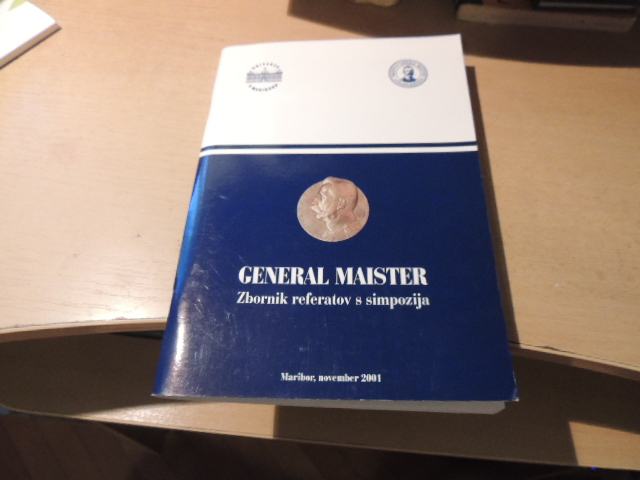 GENERAL MAISTER
Zbornik referatov s simpozija
Maribor, november 2001